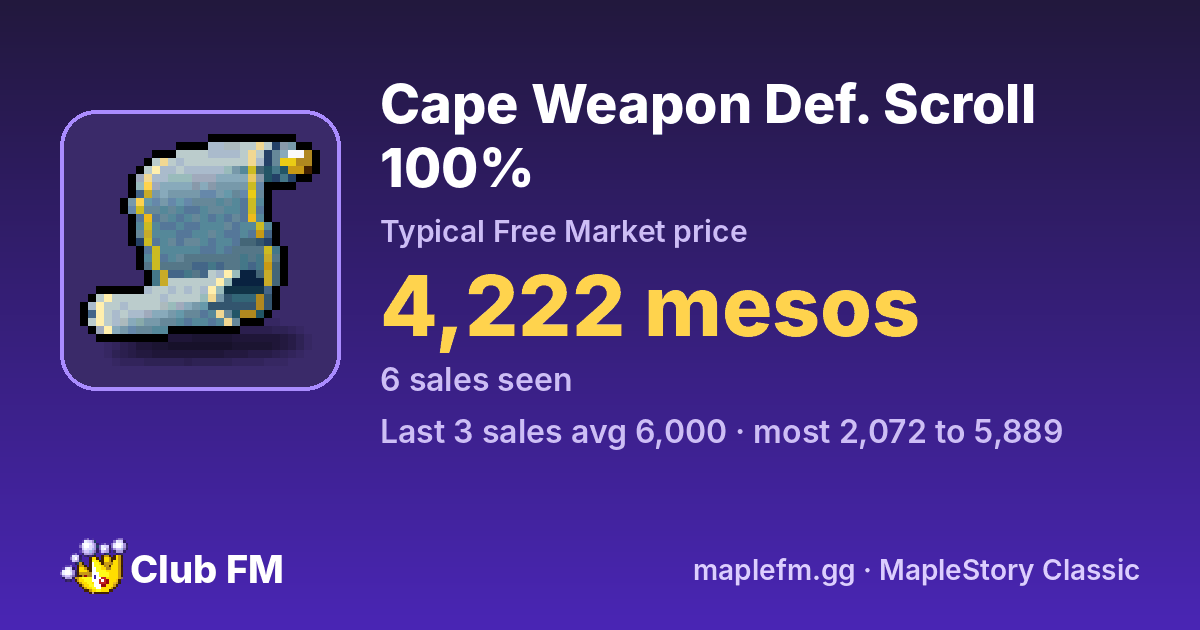 Cape Weapon Def. Scroll
100%
Typical Free Market price
4,222 mesos
6 sales seen
Last 3 sales avg 6,000 · most 2,072 to 5,889
Club FM
maplefm.gg · MapleStory Classic